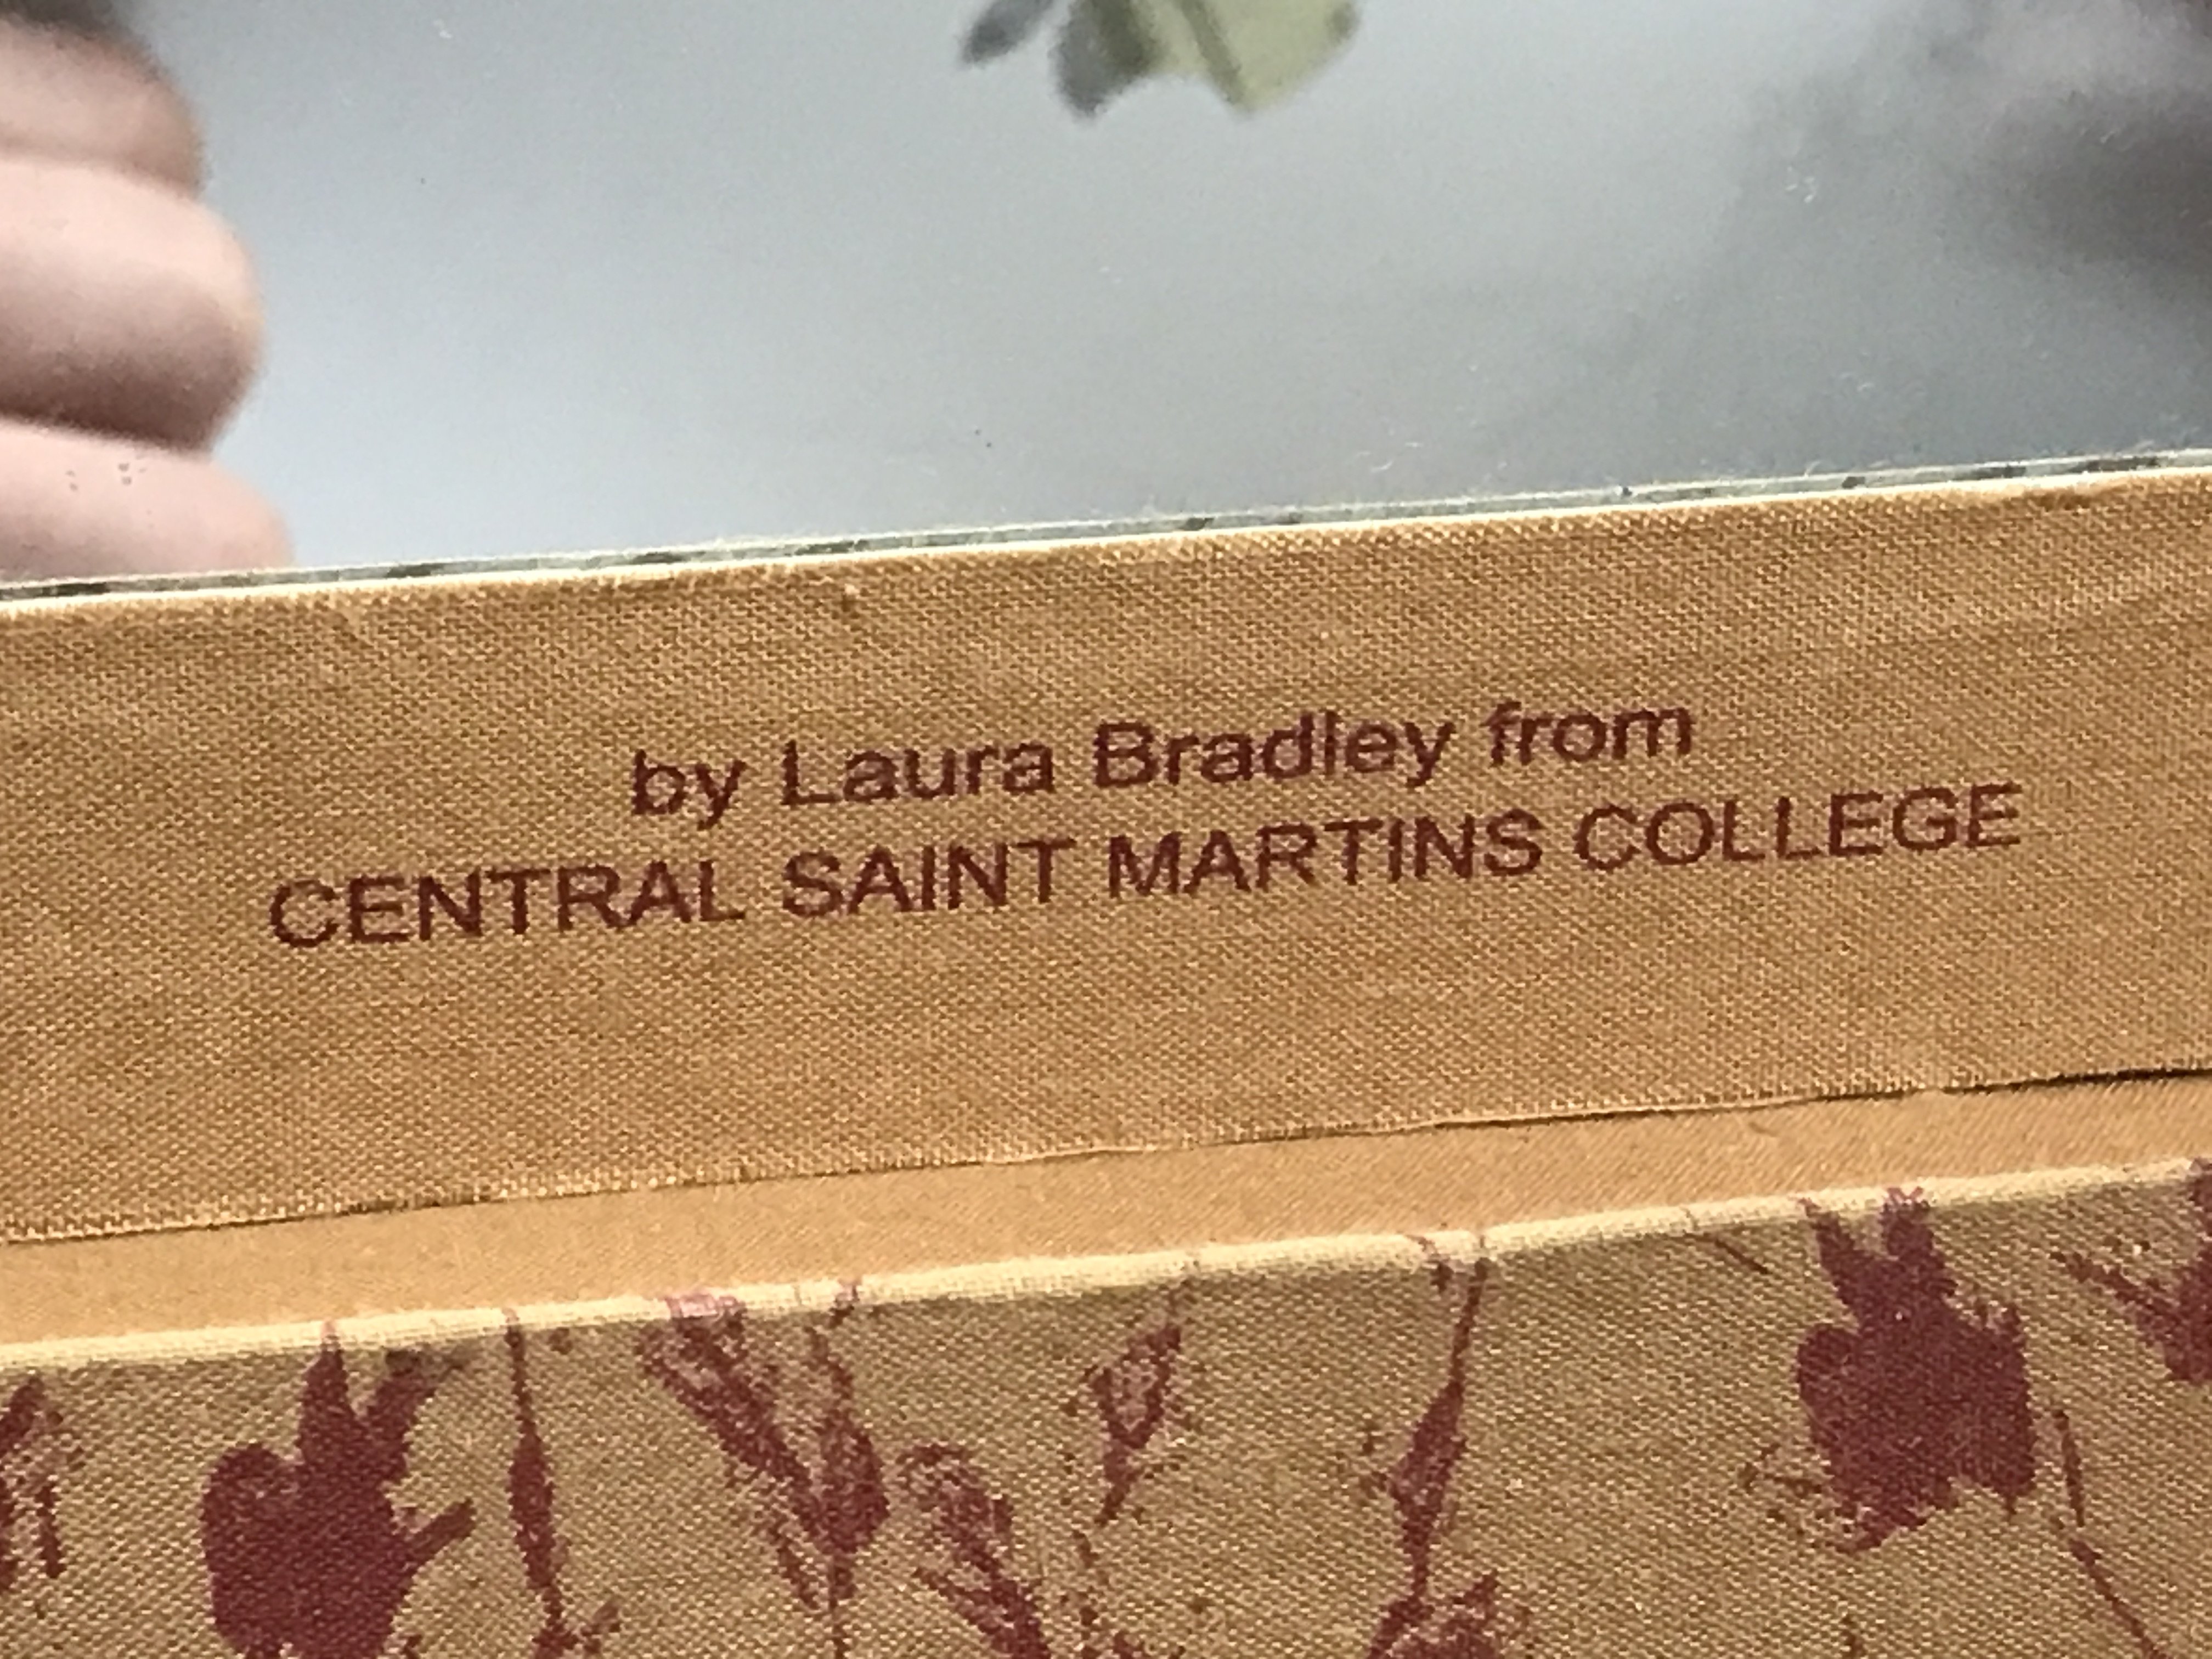 by Laura Bradley from
CENTRAL SAINT MARTINS COLLEGE